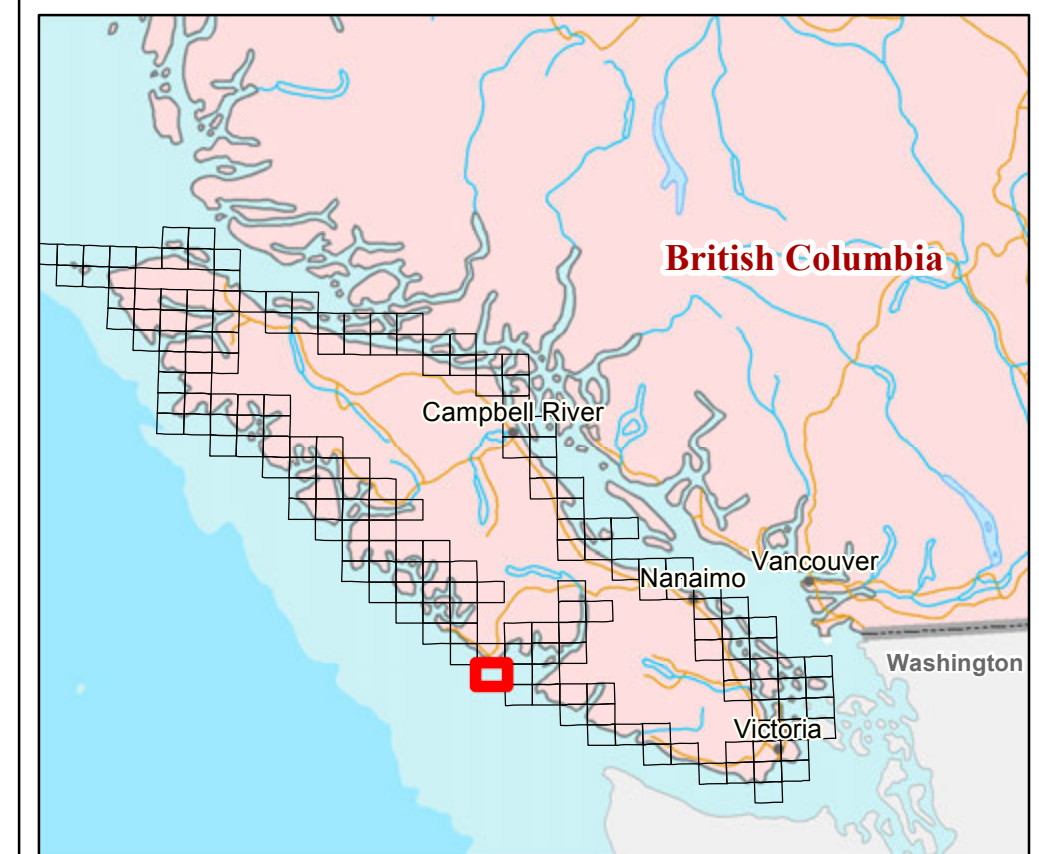 British Columbia
Campbell River
Vancouver
Nanaimo
Washington
Victoria